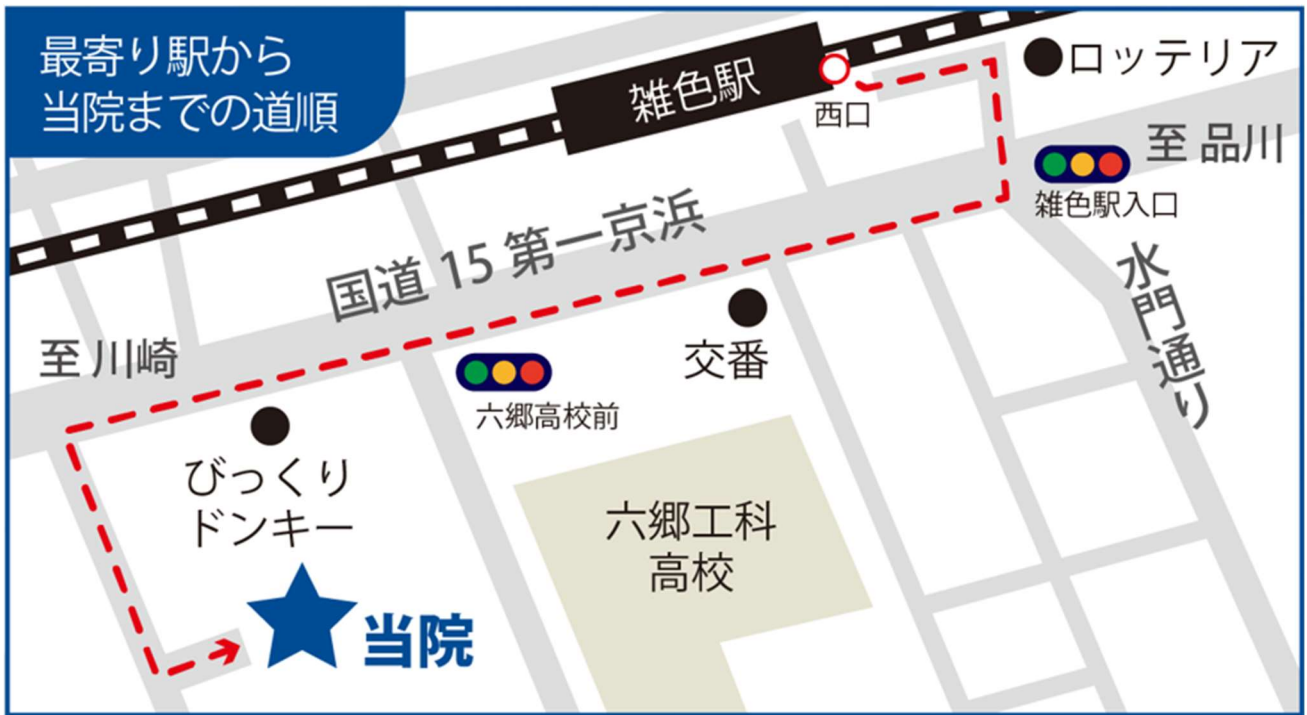 最寄り駅から
当院までの道順
雑色駅
西口
ロッテリア
至 品川
雑色駅入口
国道 15 第一京浜
水門通り
至 川崎
交番
六郷高校前
びっくり
ドンキー
六郷工科
高校
当院